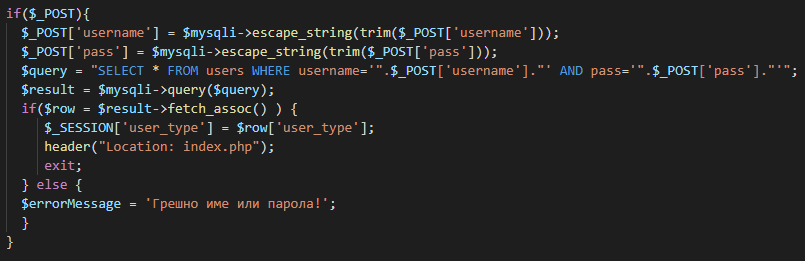 if($_POST){
$_POST['username'] = $mysqli->escape_string(trim($_POST['username']));
$_POST['pass'] = $mysqli->escape_string(trim($_POST['pass']));
$query = "SELECT * FROM users WHERE username='".$_POST['username']."' AND pass='".$_POST['pass']."'";
$result = $mysqli->query($query);
if($row = $result->fetch_assoc() ) {
$_SESSION['user_type'] = $row['user_type'];
header("Location: index.php");
exit;
} else {
$errorMessage = 'Грешно име или парола!';
}
}